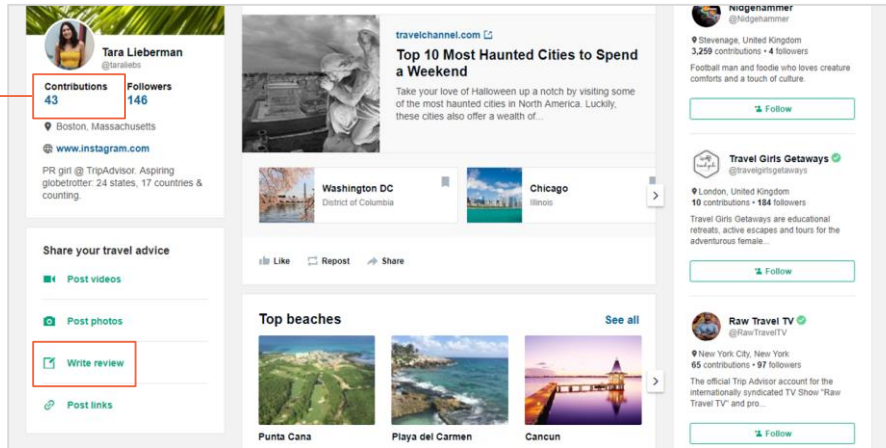 Tara Lieberman
@taraliebs
Contributions
Followers
43
146
Boston, Massachusetts
www.instagram.com
PR girl @ TripAdvisor. Aspiring
globetrotter: 24 states, 17 countries &
counting.
Share your travel advice
Post videos
Post photos
Write review
Post links
travelchannel.com
Top 10 Most Haunted Cities to Spend
a Weekend
Take your love of Halloween up a notch by visiting some
of the most haunted cities in North America. Luckily,
these cities also offer a wealth of...
Washington DC
District of Columbia
Chicago
Illinois
Like
Repost
Share
Top beaches
See all
Punta Cana
Playa del Carmen
Cancun
Nidgehammer
@Nidgehammer
Stevenage, United Kingdom
3,259 contributions • 4 followers
Football man and foodie who loves creature
comforts and a touch of culture.
Follow
Travel Girls Getaways
@travelgirlsgetaways
London, United Kingdom
10 contributions • 184 followers
Travel Girls Getaways are educational
retreats, active escapes and tours for the
adventurous female...
Follow
Raw Travel TV
@RawTravelTV
New York City, New York
65 contributions • 97 followers
The official Trip Advisor account for the
internationally syndicated TV Show "Raw
Travel TV" and pro...
Follow